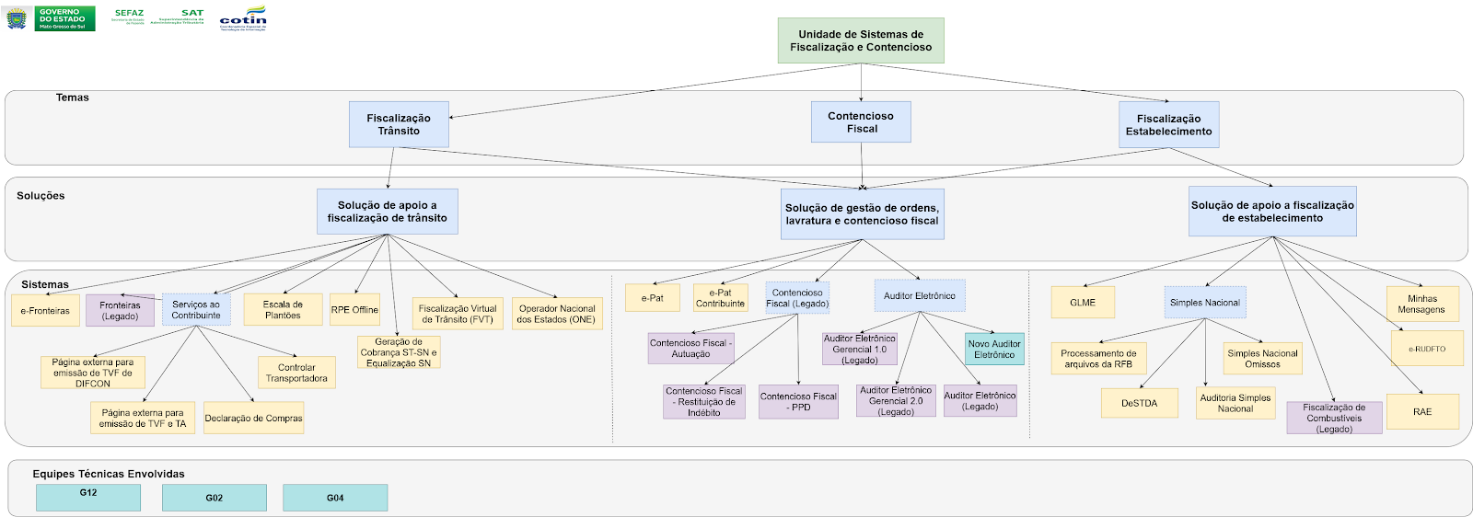 GOVERNO
DO ESTADO
Mato Grosso do Sul
SEFAZ
SAT
Superintendência de
Administração Tributária
cotin
Unidade de Sistemas de
Fiscalização e Contencioso
Temas
Fiscalização
Trânsito
Contencioso
Fiscal
Fiscalização
Estabelecimento
Soluções
Solução de apoio a
fiscalização de trânsito
Solução de gestão de ordens,
lavratura e contencioso fiscal
Solução de apoio a fiscalização
de estabelecimento
Sistemas
e-Fronteiras
Fronteiras
(Legado)
Serviços ao
Contribuinte
Escala de
Plantões
RPE Offline
Fiscalização Virtual
de Trânsito (FVT)
Operador Nacional
dos Estados (ONE)
Geração de
Cobrança ST-SN e
Equalização SN
Página externa para
emissão de TVF de
DIFCON
Controlar
Transportadora
Página externa para
emissão de TVF e TA
Declaração de Compras
e-Pat
e-Pat
Contribuinte
Contencioso
Fiscal (Legado)
Auditor Eletrônico
Contencioso Fiscal -
Autuação
Auditor Eletrônico
Gerencial 1.0
(Legado)
Novo Auditor
Eletrônico
Contencioso Fiscal
- Restituição de
Indébito
Contencioso Fiscal
- PPD
Auditor Eletrônico
Gerencial 2.0
(Legado)
Auditor Eletrônico
(Legado)
GLME
Simples Nacional
Minhas
Mensagens
Processamento de
arquivos da RFB
Simples Nacional
Omissos
e-RUDFTO
DeSTDA
Auditoria Simples
Nacional
Fiscalização de
Combustíveis
(Legado)
RAE
Equipes Técnicas Envolvidas
G12
G02
G04